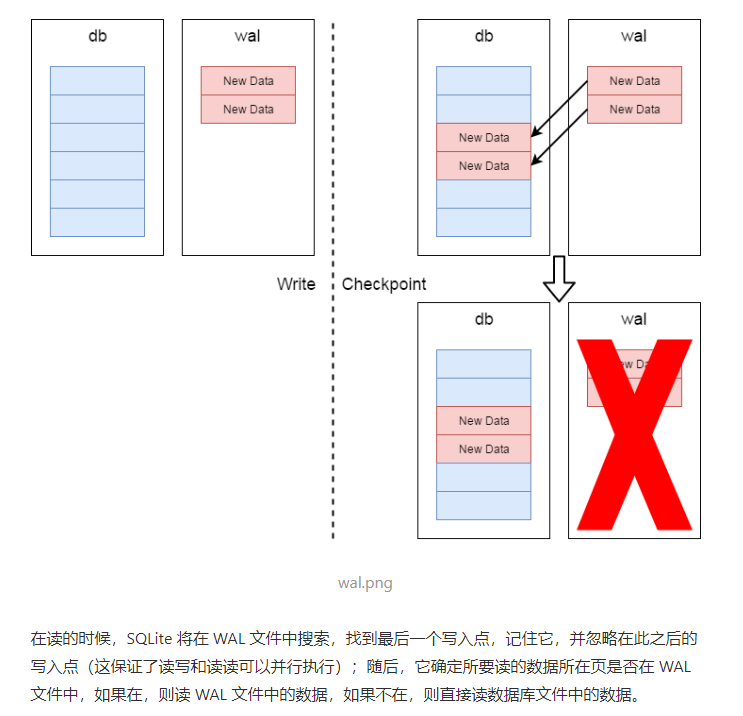 db
wal
New Data
New Data
db
wal
New Data
New Data
New Data
New Data
Write
Checkpoint
db
wal
New Data
New Data
wal.png
在读的时候，SQLite 将在 WAL 文件中搜索，找到最后一个写入点，记住它，并忽略在此之后的
写入点（这保证了读写和读读可以并行执行）；随后，它确定所要读的数据所在页是否在 WAL
文件中，如果在，则读 WAL 文件中的数据，如果不在，则直接读数据库文件中的数据。